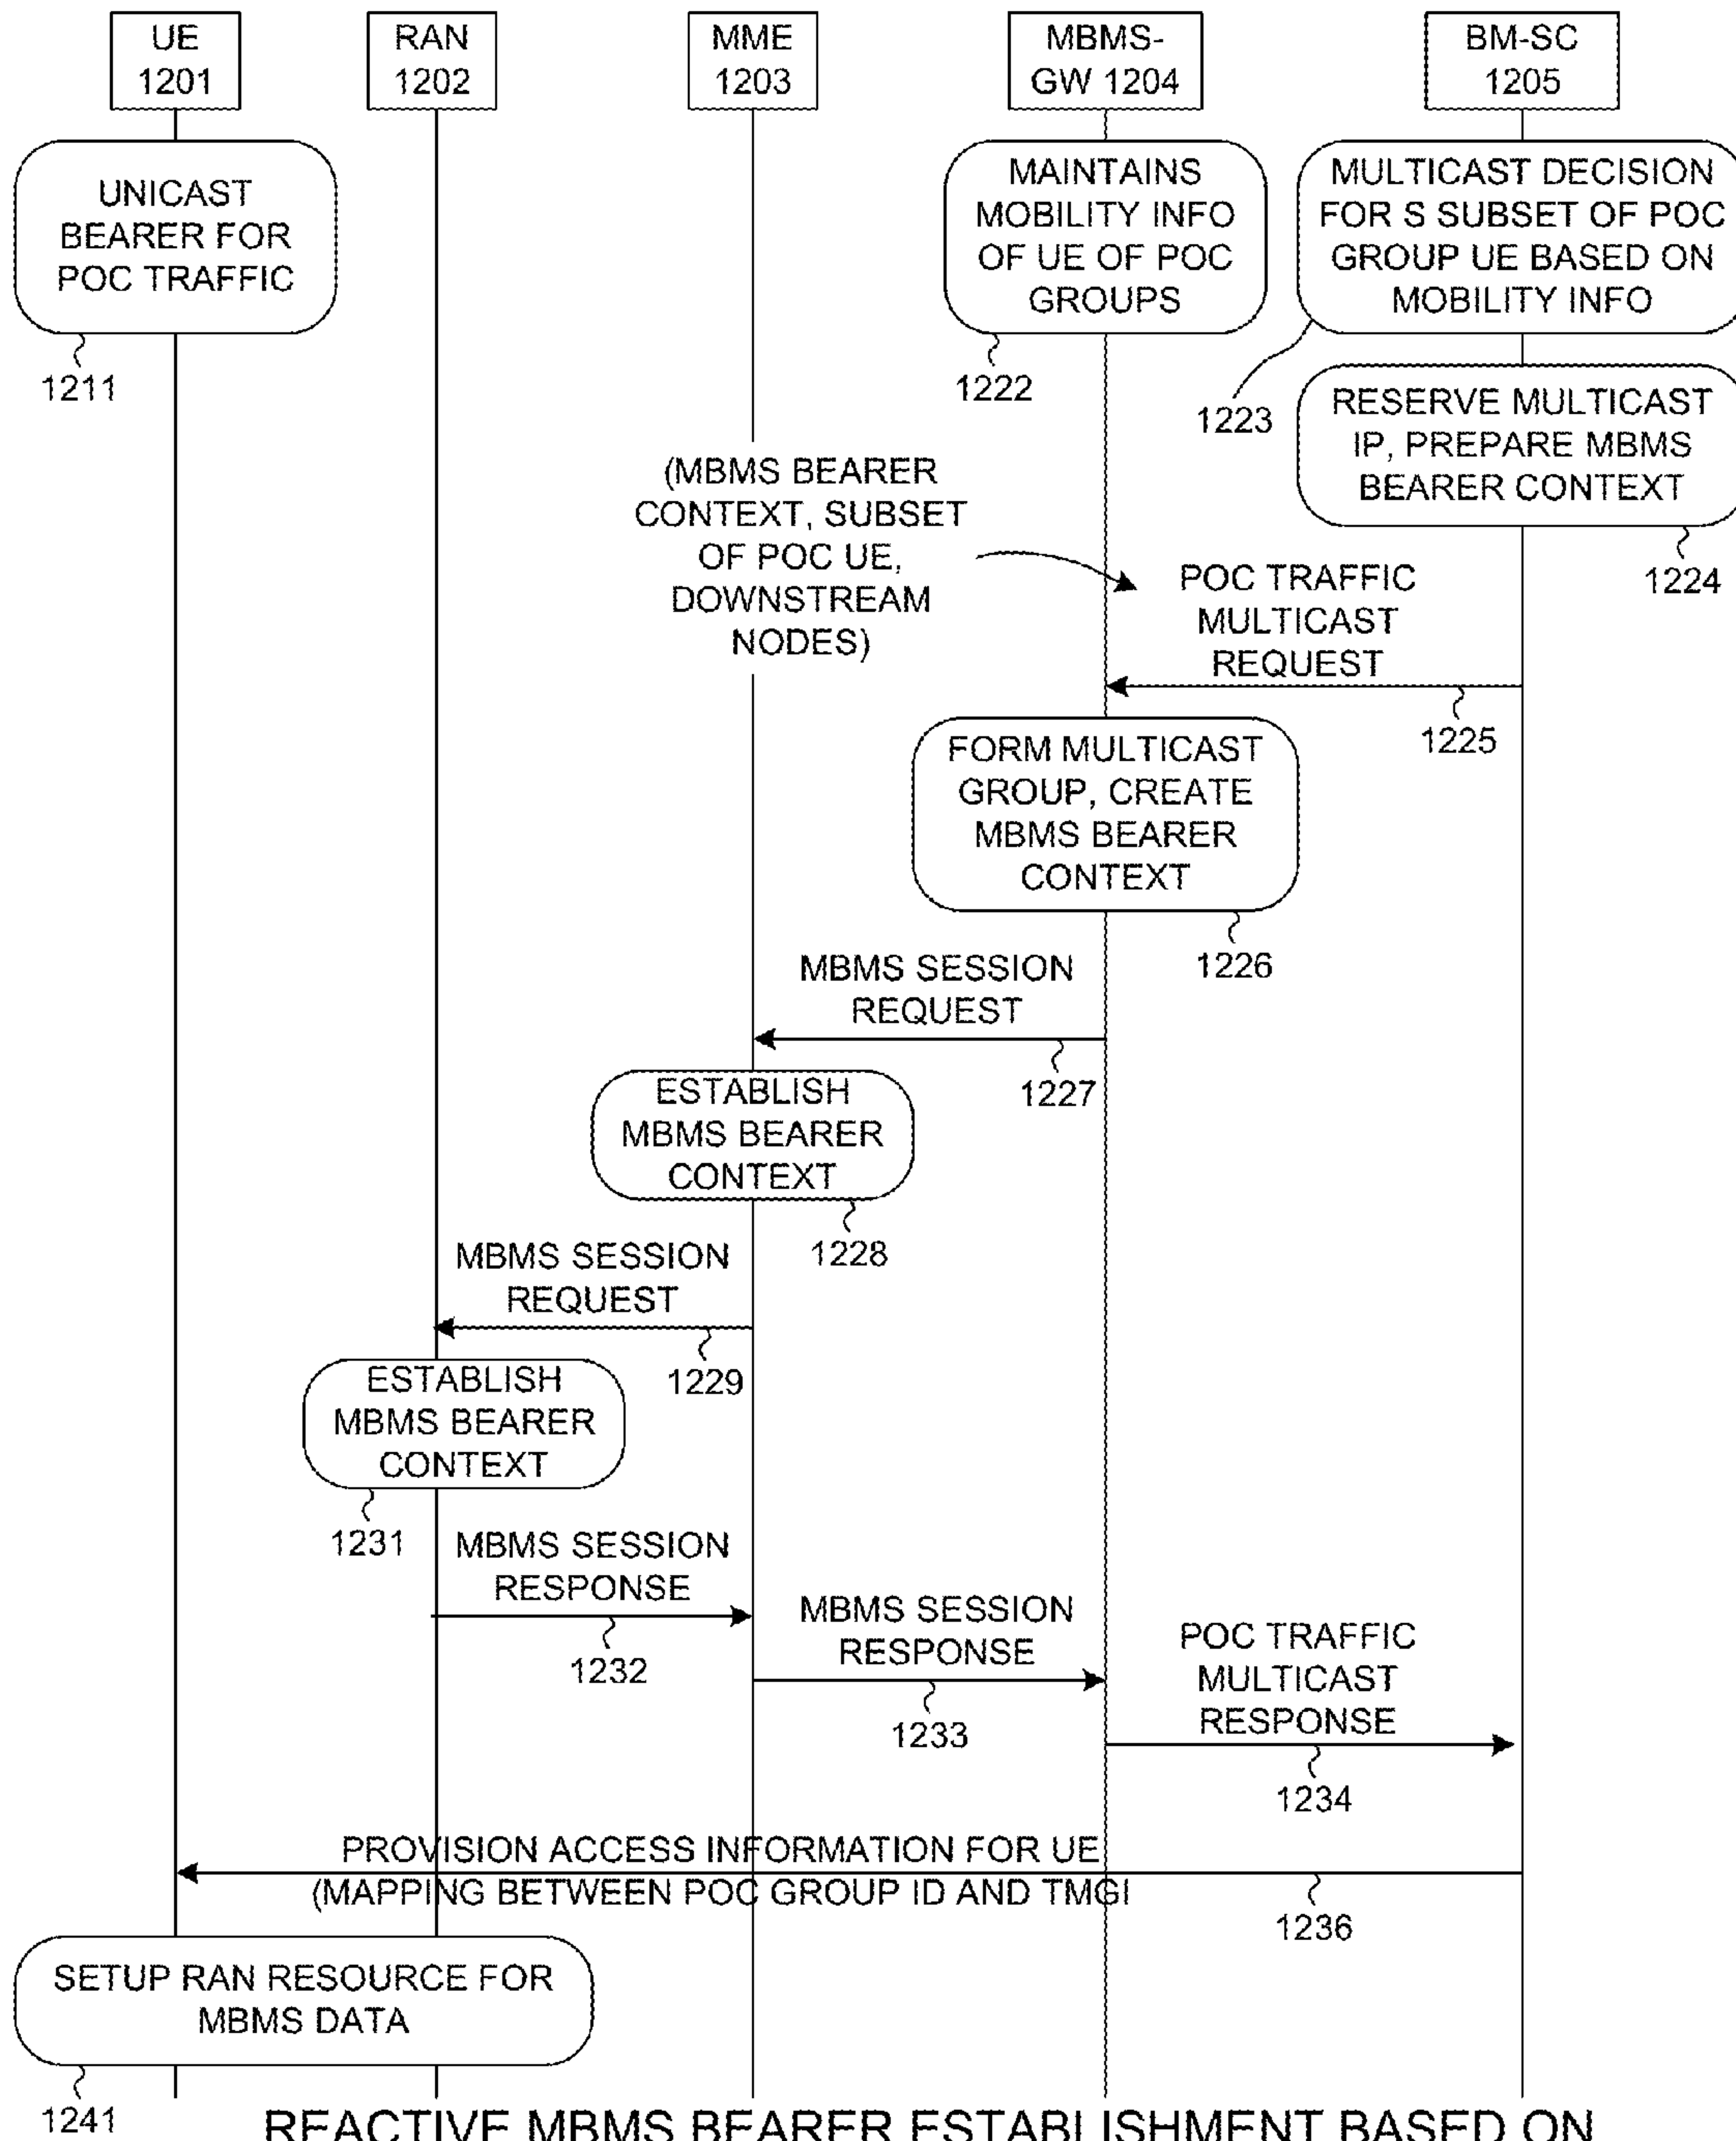 UE
1201
RAN
1202
MME
1203
MBMS-
GW 1204
BM-SC
1205
UNICAST
BEARER FOR
POC TRAFFIC
1211
MAINTAINS
MOBILITY INFO
OF UE OF POC
GROUPS
1222
MULTICAST DECISION
FOR S SUBSET OF POC
GROUP UE BASED ON
MOBILITY INFO
1223
RESERVE MULTICAST
IP, PREPARE MBMS
BEARER CONTEXT
1224
(MBMS BEARER
CONTEXT, SUBSET
OF POC UE,
DOWNSTREAM
NODES)
POC TRAFFIC
MULTICAST
REQUEST
1225
FORM MULTICAST
GROUP, CREATE
MBMS BEARER
CONTEXT
1226
MBMS SESSION
REQUEST
1227
ESTABLISH
MBMS BEARER
CONTEXT
1228
MBMS SESSION
REQUEST
1229
ESTABLISH
MBMS BEARER
CONTEXT
1231
MBMS SESSION
RESPONSE
1232
MBMS SESSION
RESPONSE
1233
POC TRAFFIC
MULTICAST
RESPONSE
1234
PROVISION ACCESS INFORMATION FOR UE
(MAPPING BETWEEN POC GROUP ID AND TMGI
1236
SETUP RAN RESOURCE FOR
MBMS DATA
1241
REACTIVE MBMS BEARER ESTABLISHMENT BASED ON